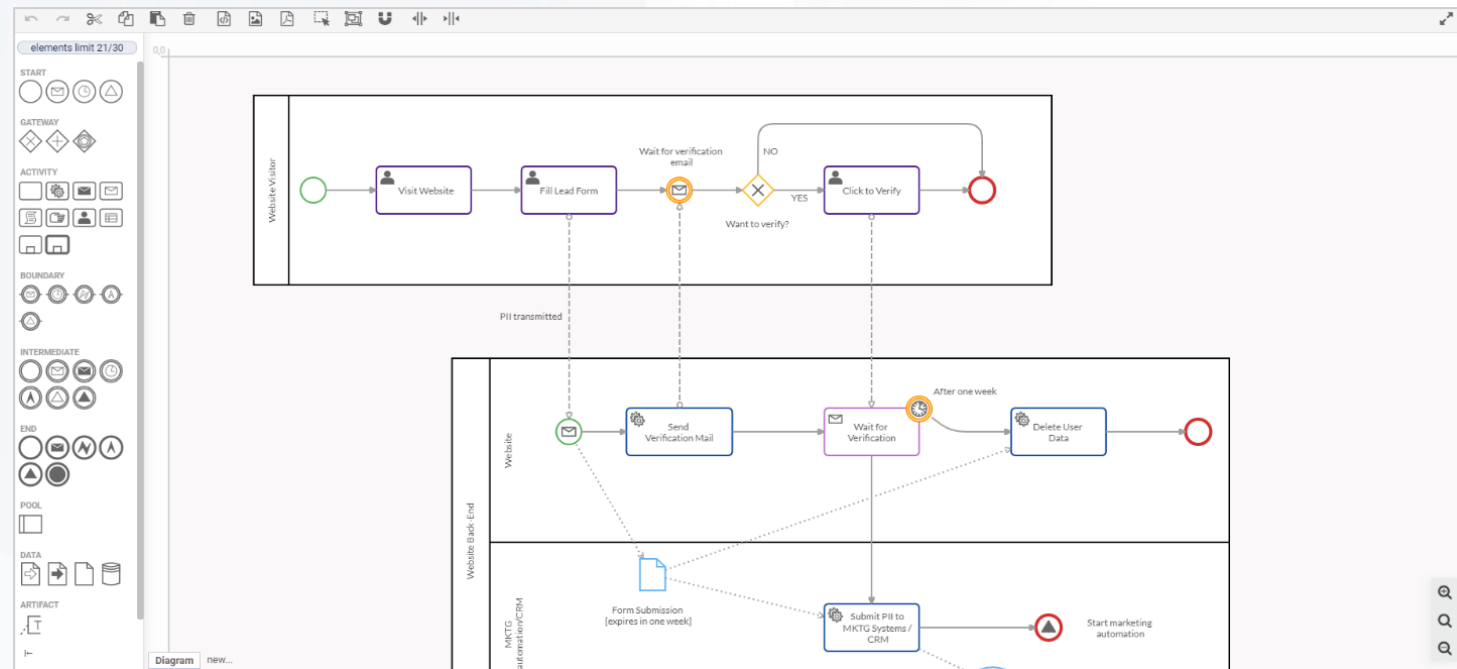 elements limit 21/30
0,0
START
GATEWAY
ACTIVITY
BOUNDARY
INTERMEDIATE
END
POOL
DATA
ARTIFACT
Website Visitor
Visit Website
Fill Lead Form
Wait for verification
email
NO
YES
Want to verify?
Click to Verify
PII transmitted
Website Back-End
Website
Send
Verification Mail
Wait for
Verification
After one week
Delete User
Data
MKTG
automation/CRM
Form Submission
[expires in one week]
Submit PII to
MKTG Systems /
CRM
Start marketing
automation
Diagram
new...